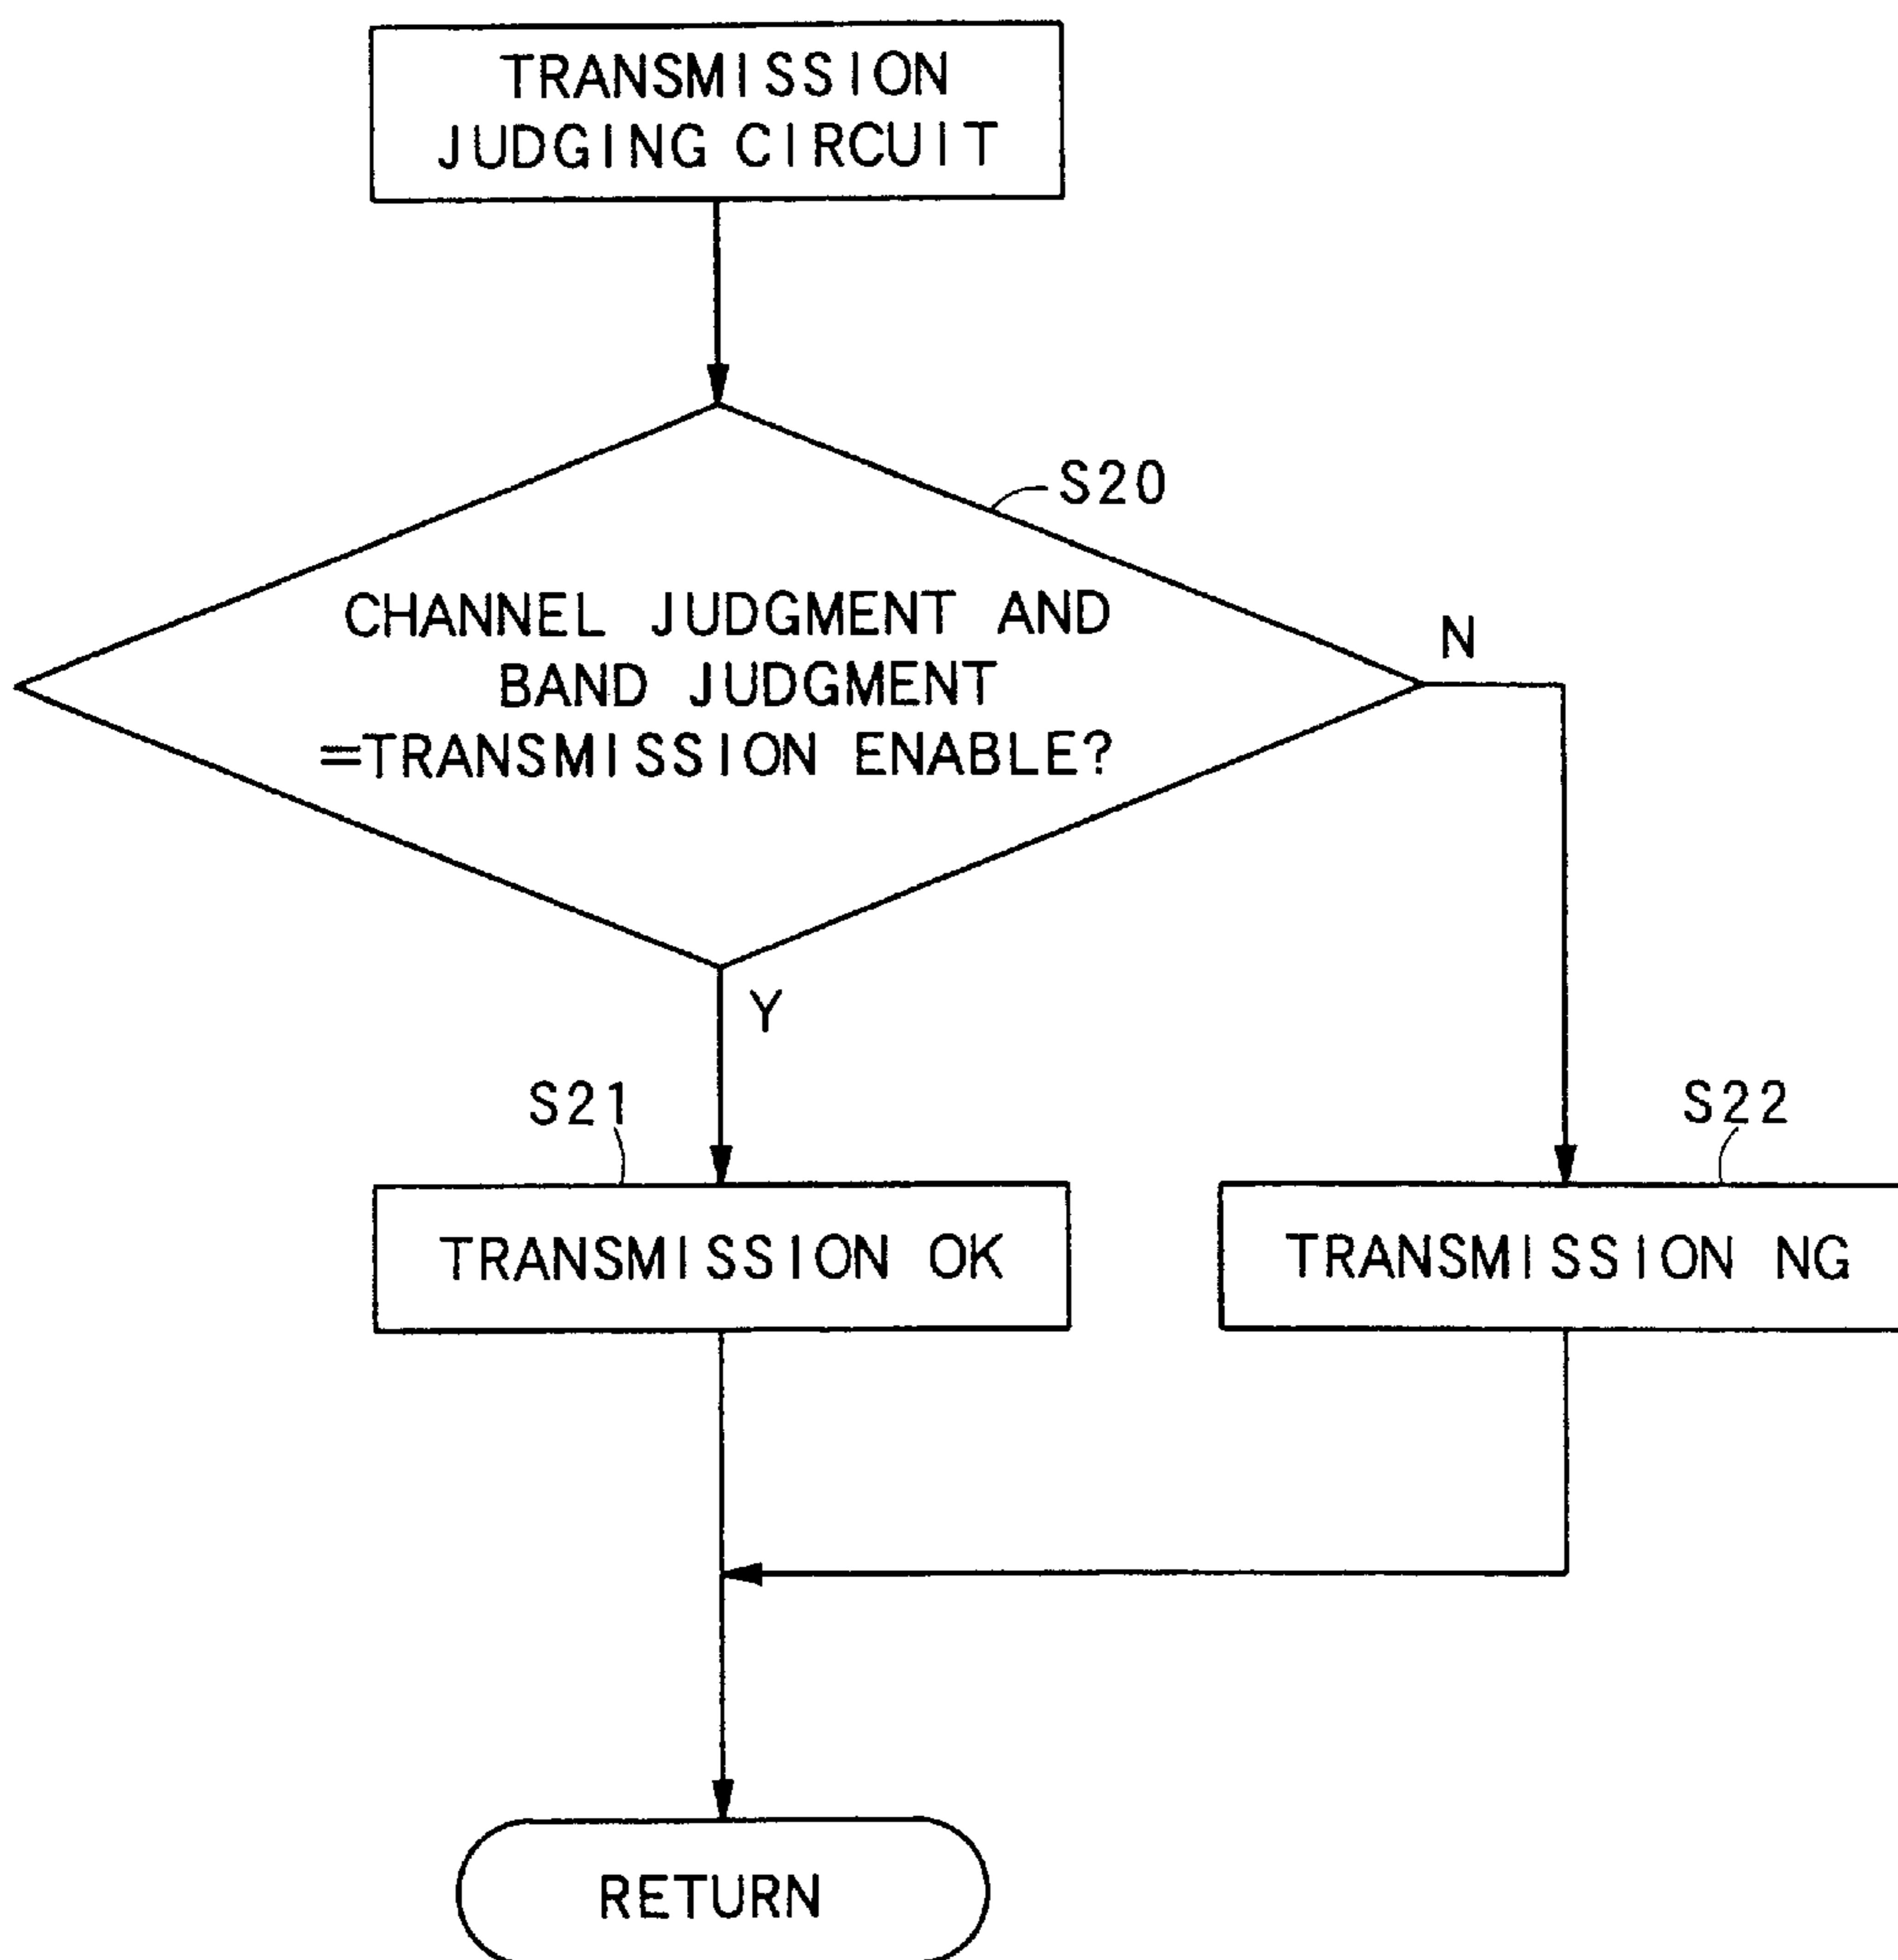 TRANSMISSION
JUDGING CIRCUIT
S20
CHANNEL JUDGMENT AND
BAND JUDGMENT
=TRANSMISSION ENABLE?
N
Y
S21
S22
TRANSMISSION OK
TRANSMISSION NG
RETURN